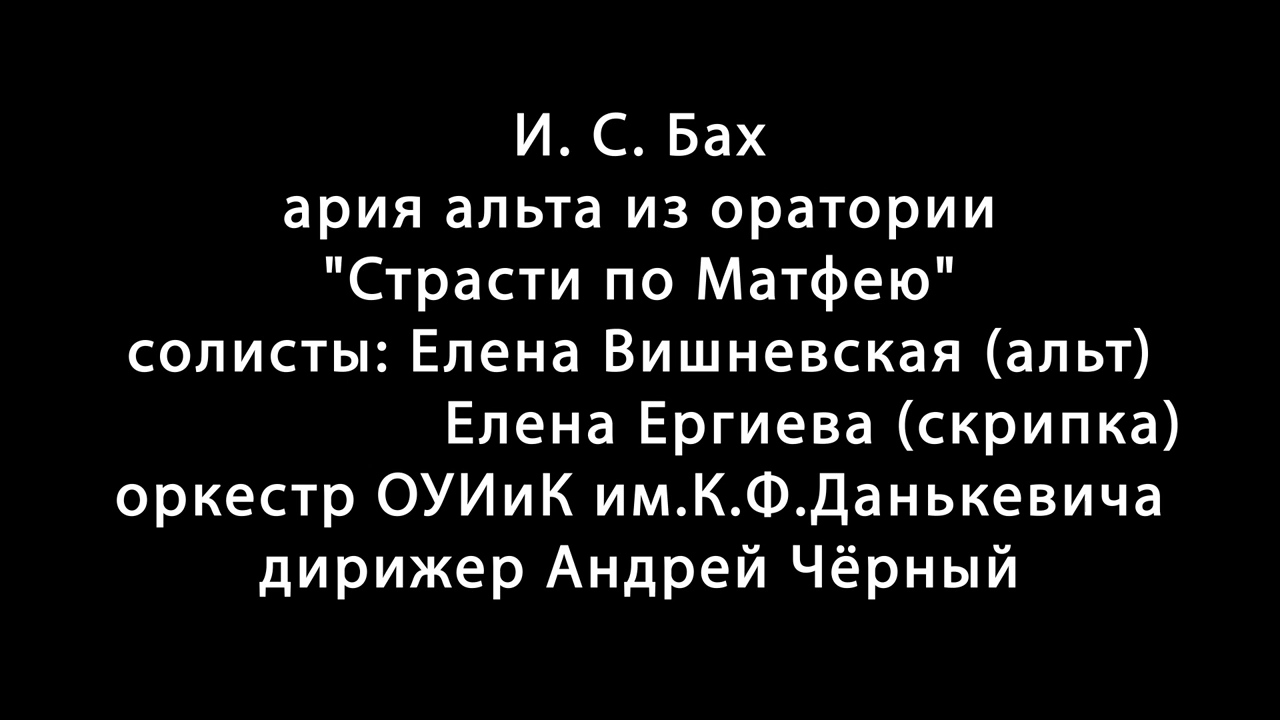 И. С. Бах
ария альта из оратории
"Страсти по Матфею"
солисты: Елена Вишневская (альт)
Елена Ергиева (скрипка)
оркестр ОУИиК им.К.Ф.Данькевича
дирижер Андрей Чёрный